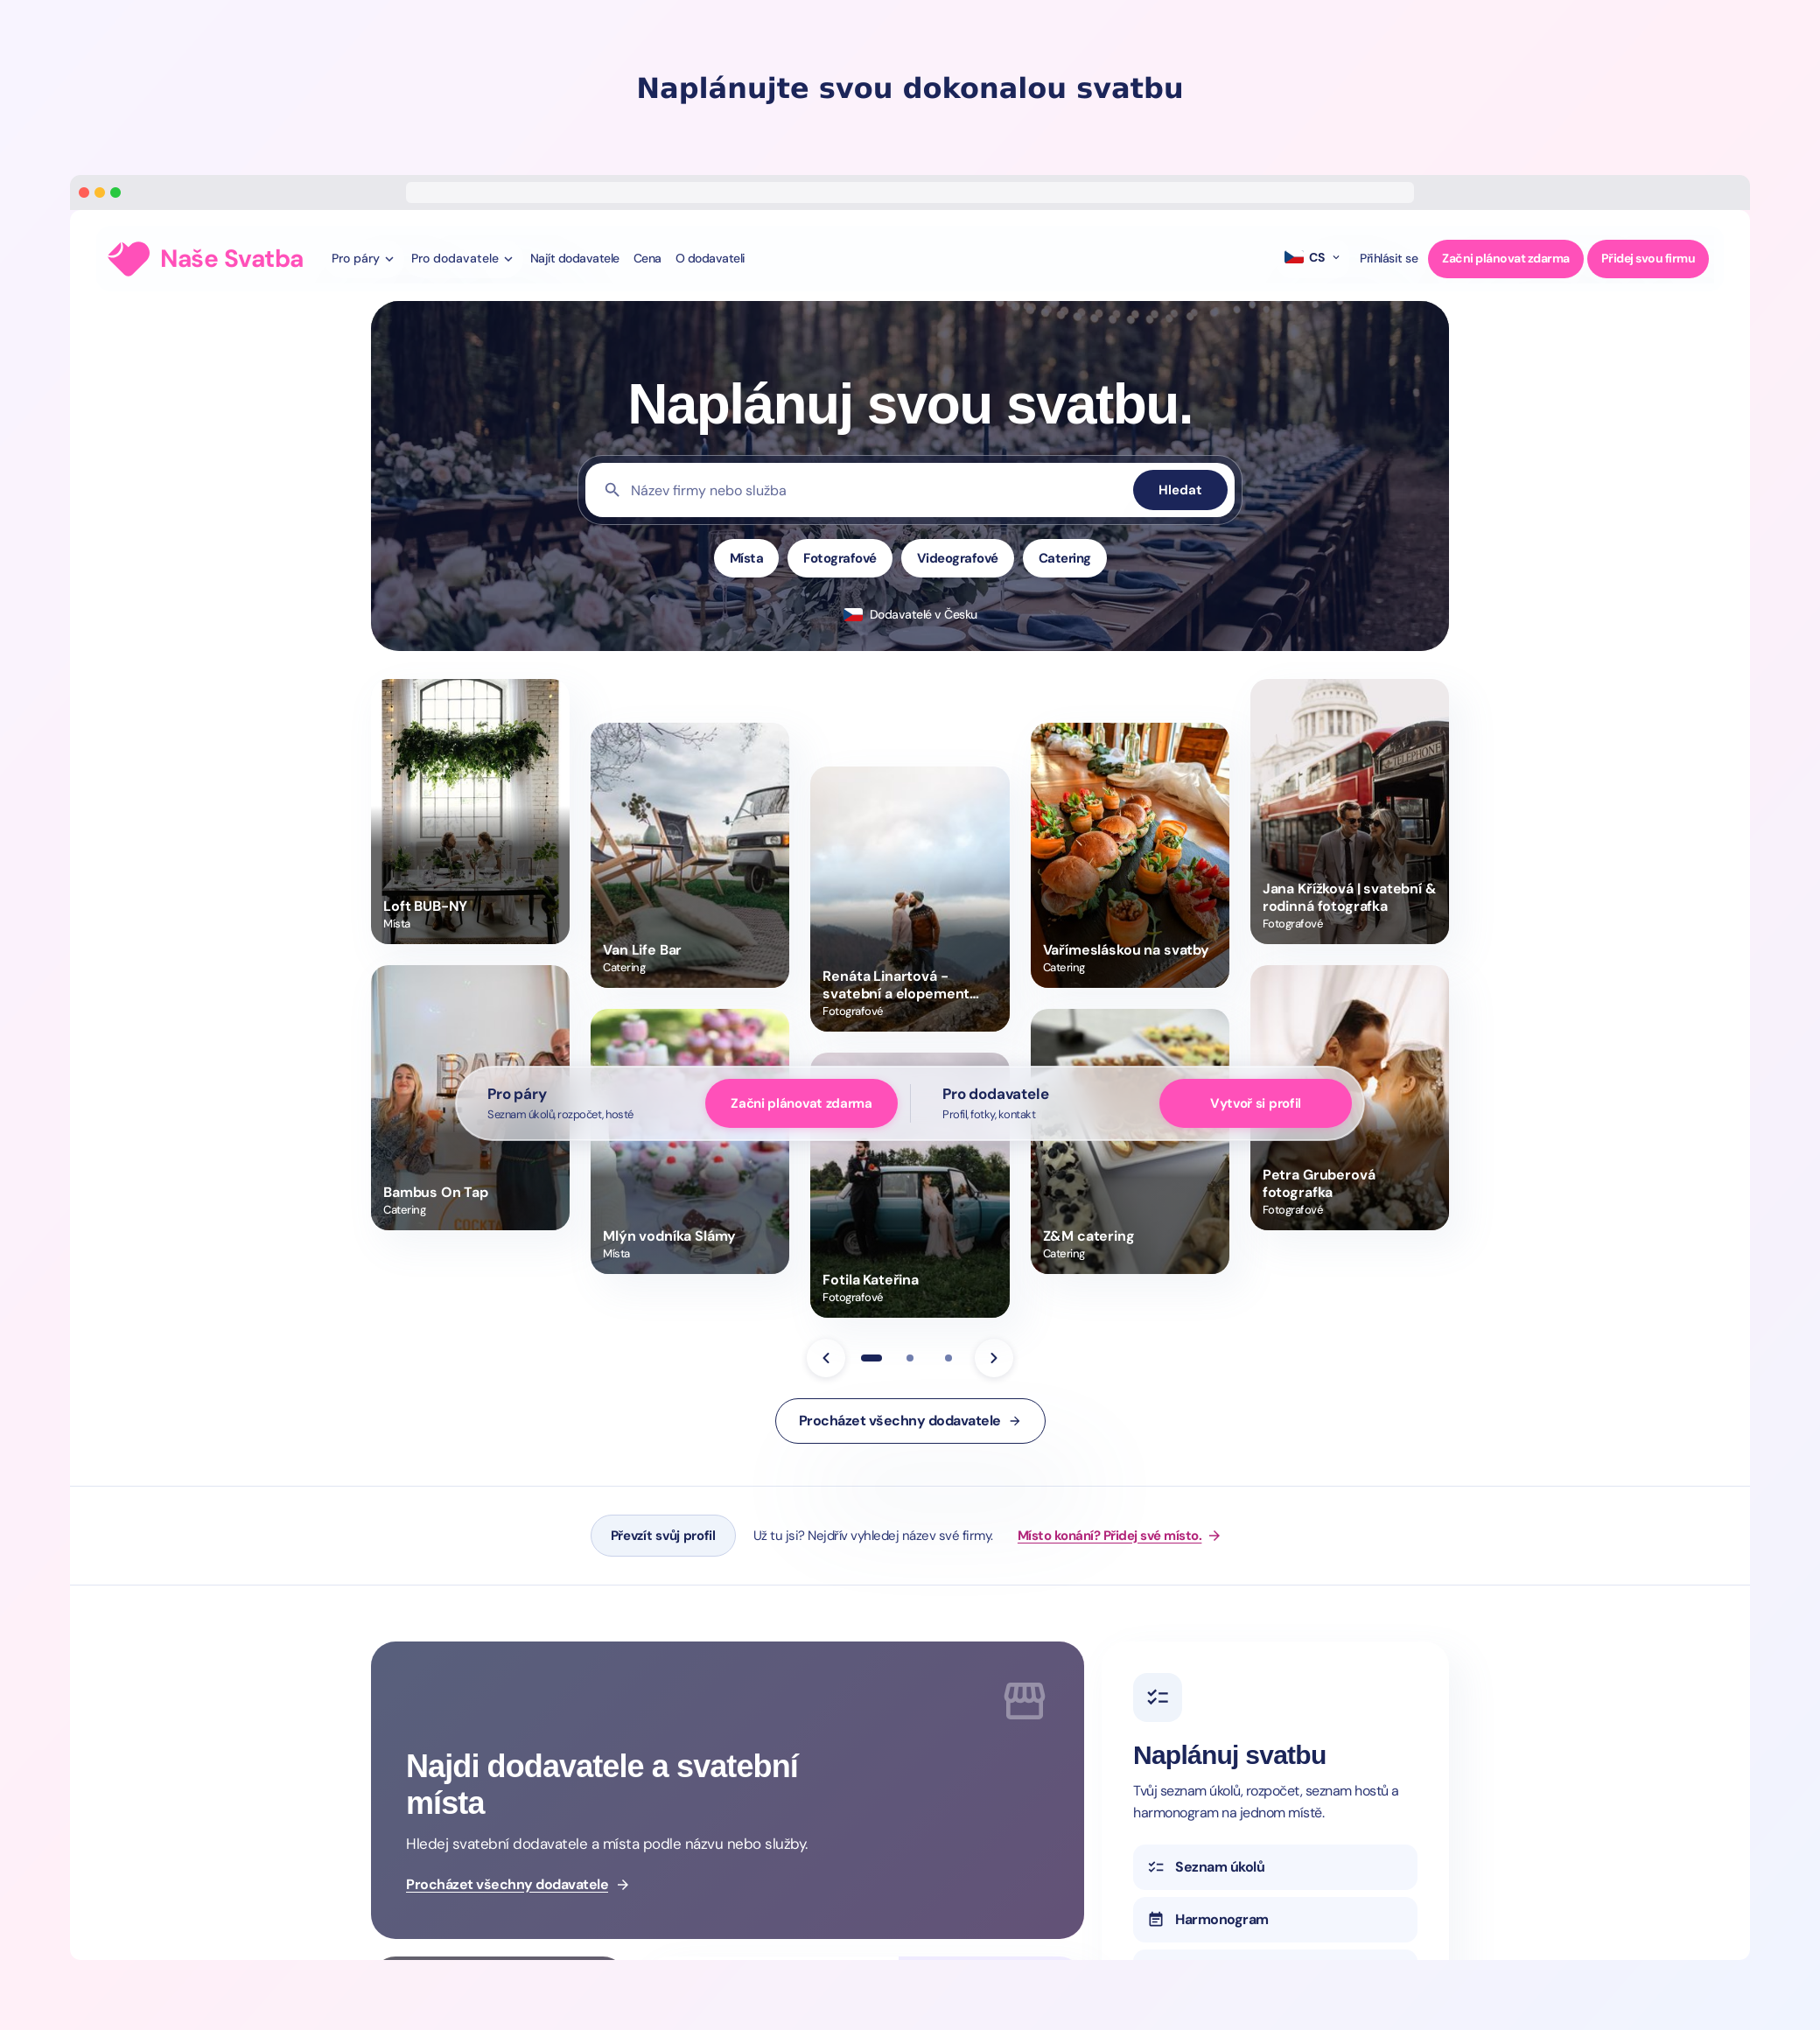 Naplánujte svou dokonalou svatbu
Naše Svatba
Pro páry
Pro dodavatele
Najít dodavatele
Cena
O dodavateli
CS
Přihlásit se
Začni plánovat zdarma
Přidej svou firmu
Naplánuj svou svatbu.
Název firmy nebo služba
Hledat
Místa
Fotografové
Videografové
Catering
Dodavatelé v Česku
TELEPHONE
Loft BUB-NY
Místa
Van Life Bar
Catering
Renáta Linartová -
svatební a elopement...
Fotografové
Vařímesláskou na svatby
Catering
Jana Křížková | svatební &
rodinná fotografka
Fotografové
BAR
Pro páry
Seznam úkolů, rozpočet, hosté
Začni plánovat zdarma
Pro dodavatele
Profil, fotky, kontakt
Vytvoř si profil
Bambus On Tap
Catering
Mlýn vodníka Slámy
Místa
Fotila Kateřina
Fotografové
Z&M catering
Catering
Petra Gruberová
fotografka
Fotografové
Procházet všechny dodavatele
Převzít svůj profil
Už tu jsi? Nejdřív vyhledej název své firmy.
Místo konání? Přidej své místo.
Najdi dodavatele a svatební
místa
Hledej svatební dodavatele a místa podle názvu nebo služby.
Procházet všechny dodavatele
Naplánuj svatbu
Tvůj seznam úkolů, rozpočet, seznam hostů a
harmonogram na jednom místě.
Seznam úkolů
Harmonogram